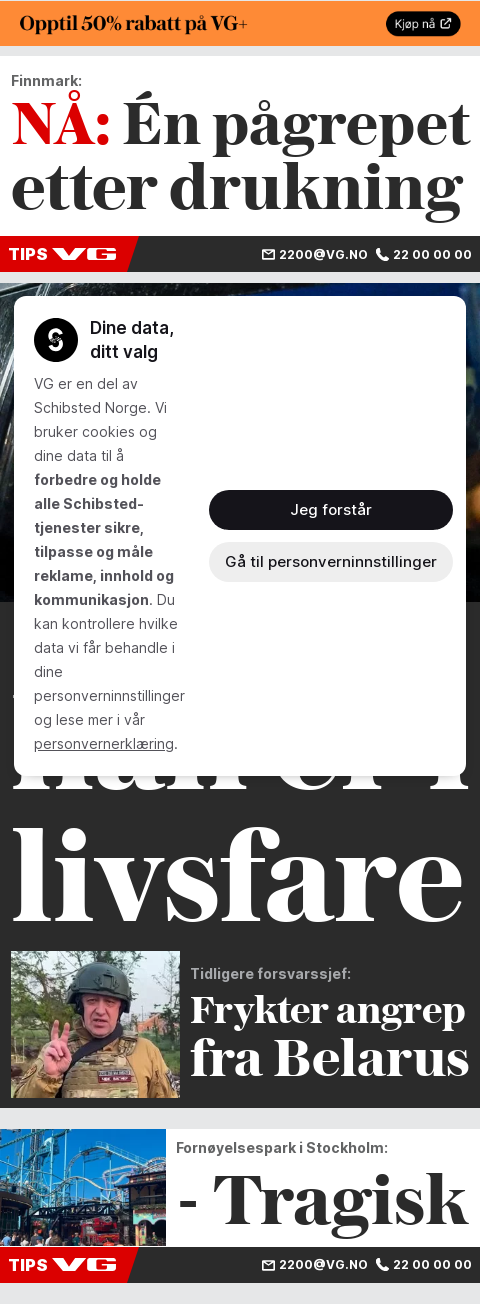 Opptil 50% rabatt på VG+
Kjøp nå
Finnmark:
NÅ: Én pågrepet
etter drukning
TIPS VG 2200@VG.NO 22 00 00 00
Dine data,
ditt valg
VG er en del av
Schibsted Norge. Vi
bruker cookies og
dine data til å
forbedre og holde
alle Schibsted-
tjenester sikre,
tilpasse og måle
reklame, innhold og
kommunikasjon. Du
kan kontrollere hvilke
data vi får behandle i
dine
personverninnstillinger
og lese mer i vår
personvernerklæring.
Jeg forstår
Gå til personverninnstillinger
livsfare
Tidligere forsvarssjef:
Frykter angrep
fra Belarus
Fornøyelsespark i Stockholm:
- Tragisk
TIPS VG 2200@VG.NO 22 00 00 00